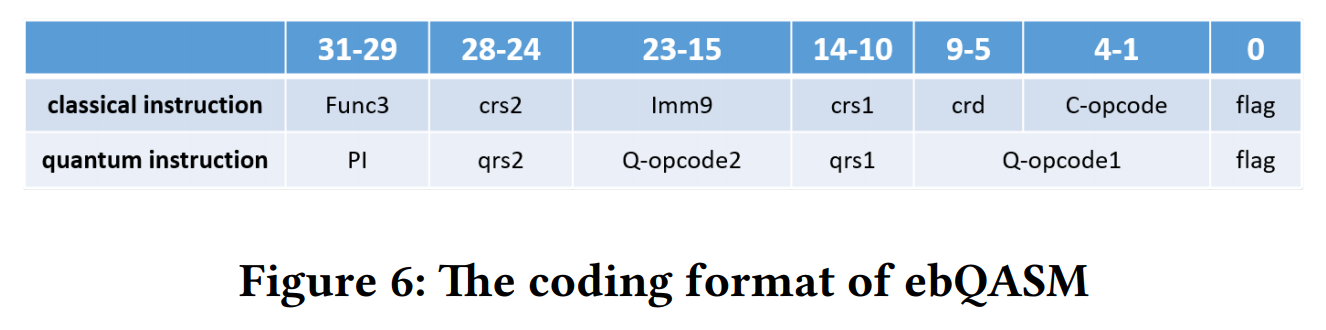 31-29 28-24 23-15 14-10 9-5 4-1 0
classical instruction Func3 crs2 Imm9 crs1 crd C-opcode flag
quantum instruction PI qrs2 Q-opcode2 qrs1 Q-opcode1 flag
Figure 6: The coding format of ebQASM